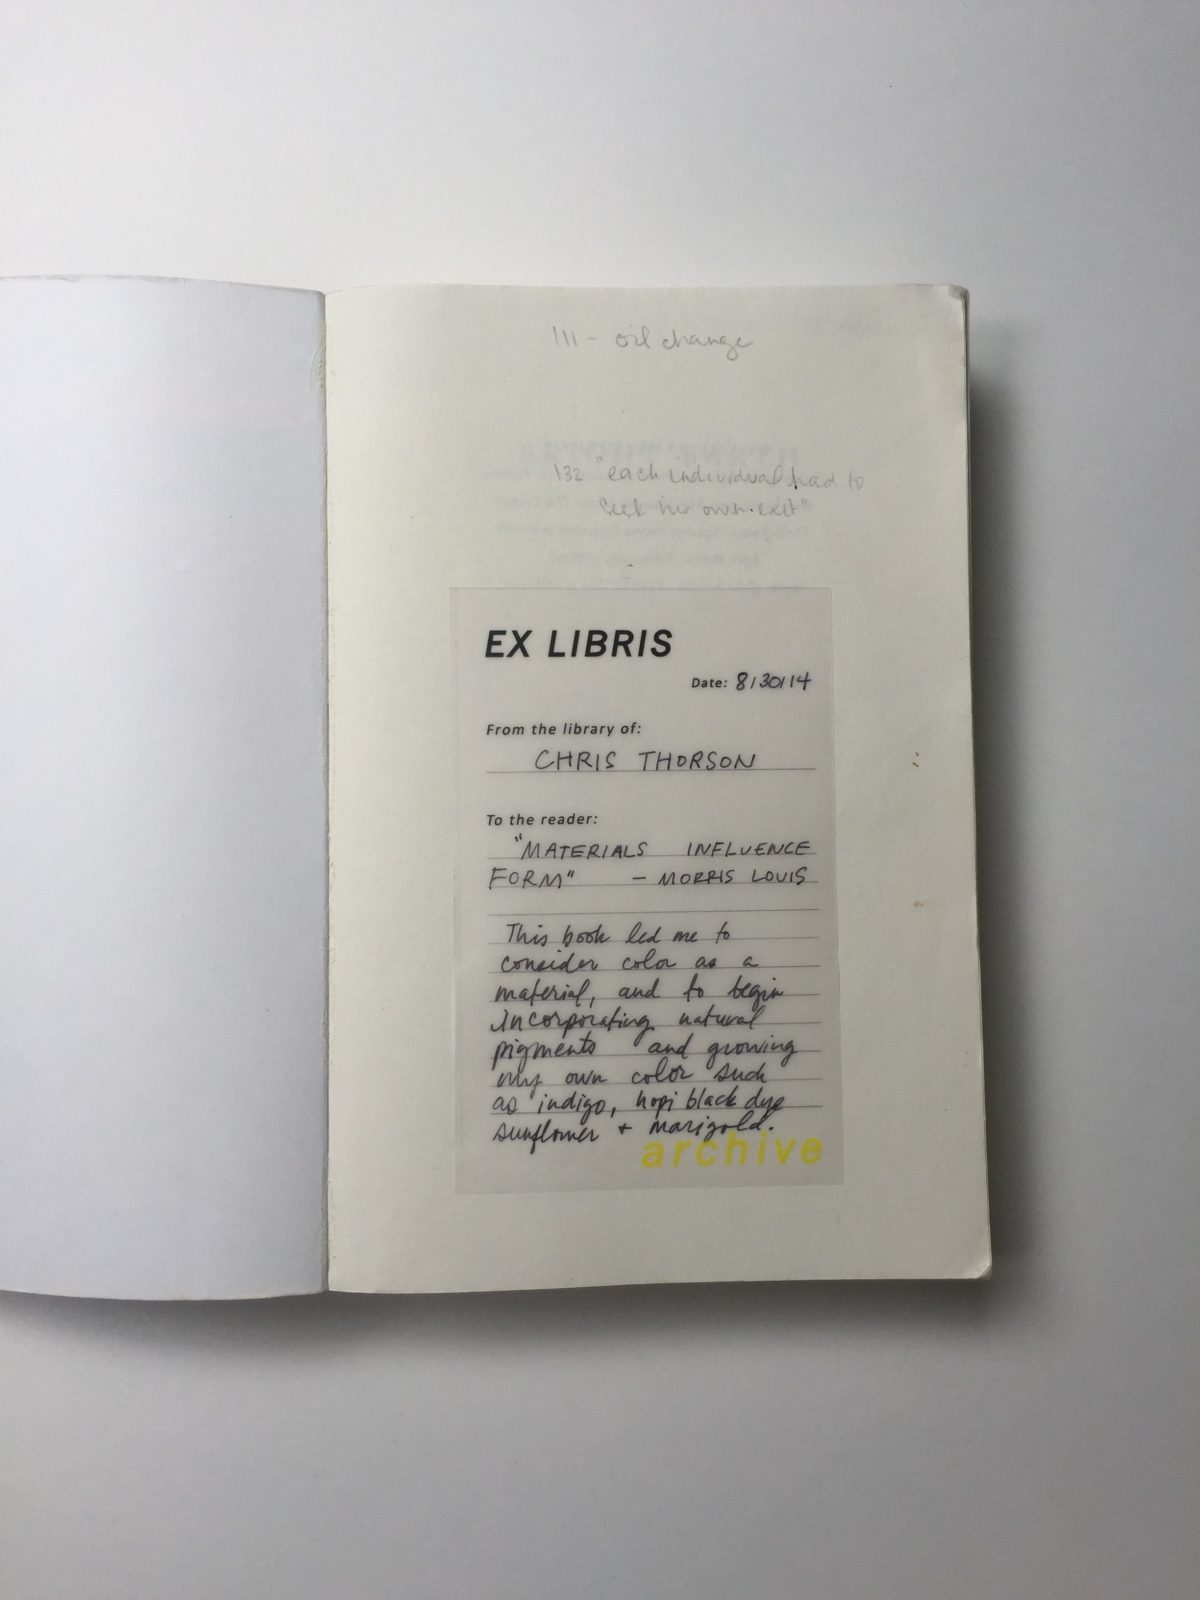 111 - oil change
132 "each individual had to
seek his own exit"
EX LIBRIS
Date: 8/30/14
From the library of:
CHRIS THORSON
To the reader:
"MATERIALS INFLUENCE
FORM" - MORRIS LOUIS
This book led me to
consider color as a
material, and to begin
incorporating natural
pigments and growing
my own color such
as indigo, hopi black dye
sunflower + marigold.
archive